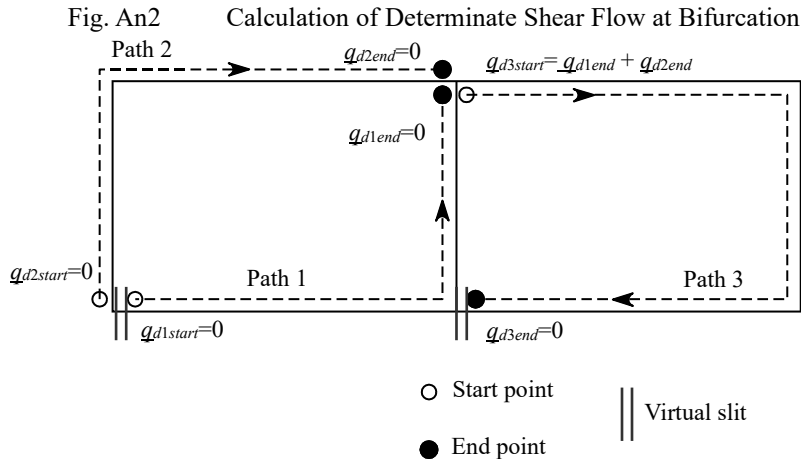 Fig. An2 Calculation of Determinate Shear Flow at Bifurcation
Path 2
qd2end=0
qd3start= qd1end + qd2end
qd1end=0
qd2start=0
Path 1
Path 3
qd1start=0
qd3end=0
Start point
Virtual slit
End point